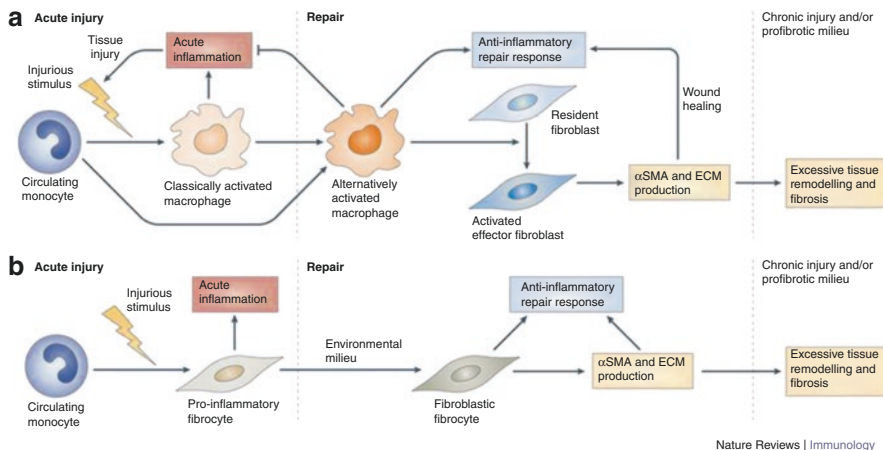 a
Acute injury
Repair
Chronic injury and/or
profibrotic milieu
Tissue
injury
Acute
inflammation
Anti-inflammatory
repair response
Injurious
stimulus
Wound
healing
Resident
fibroblast
Circulating
monocyte
Classically activated
macrophage
Alternatively
activated
macrophage
Activated
effector fibroblast
αSMA and ECM
production
Excessive tissue
remodelling and
fibrosis
b
Acute injury
Repair
Chronic injury and/or
profibrotic milieu
Injurious
stimulus
Acute
inflammation
Anti-inflammatory
repair response
Environmental
milieu
Circulating
monocyte
Pro-inflammatory
fibrocyte
Fibroblastic
fibrocyte
αSMA and ECM
production
Excessive tissue
remodelling and
fibrosis
Nature Reviews | Immunology